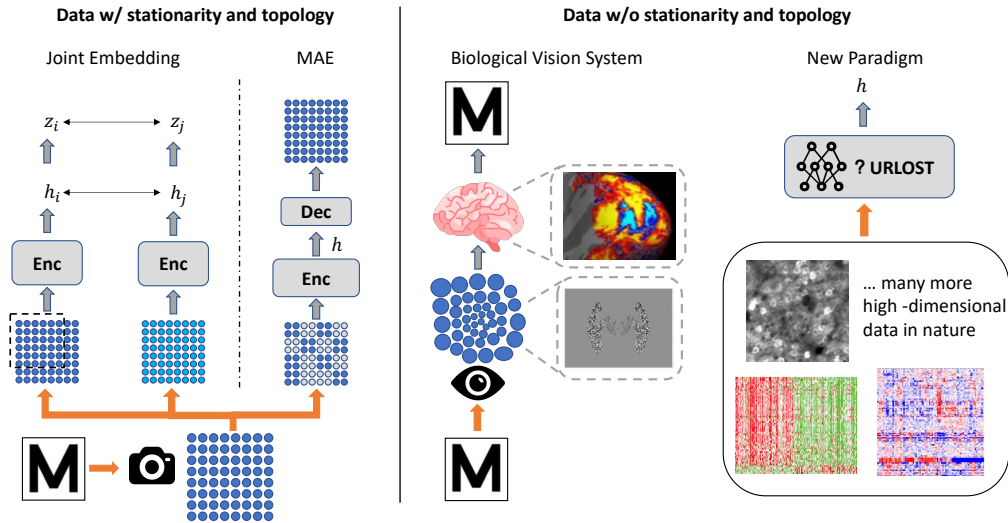 Data w/ stationarity and topology
Joint Embedding
MAE
z_i
z_j
h_i
h_j
Enc
Enc
Dec
h
Enc
M
Data w/o stationarity and topology
Biological Vision System
M
M
New Paradigm
h
? URLOST
... many more
high -dimensional
data in nature